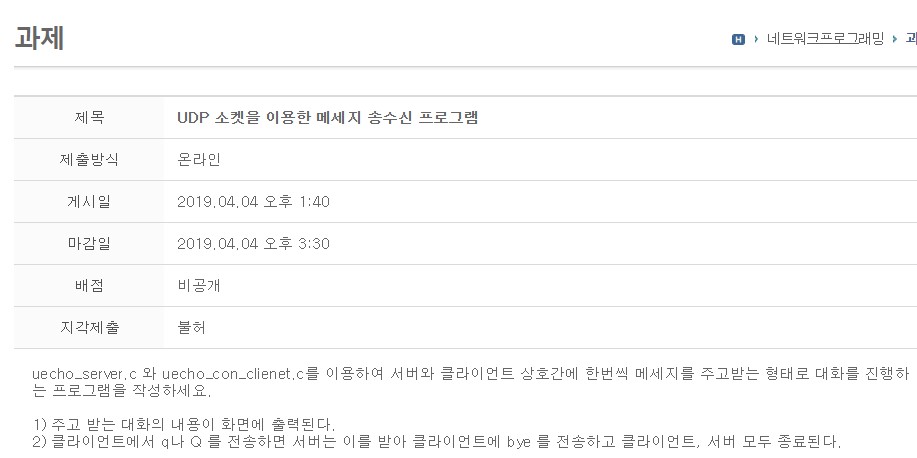 과제
H › 네트워크프로그래밍 › 과
제목 UDP 소켓을 이용한 메세지 송수신 프로그램
제출방식 온라인
게시일 2019.04.04 오후 1:40
마감일 2019.04.04 오후 3:30
배점 비공개
지각제출 불허
uecho_server.c 와 uecho_con_clienet.c를 이용하여 서버와 클라이언트 상호간에 한번씩 메세지를 주고받는 형태로 대화를 진행하
는 프로그램을 작성하세요.
1) 주고 받는 대화의 내용이 화면에 출력된다.
2) 클라이언트에서 q나 Q 를 전송하면 서버는 이를 받아 클라이언트에 bye 를 전송하고 클라이언트, 서버 모두 종료된다.